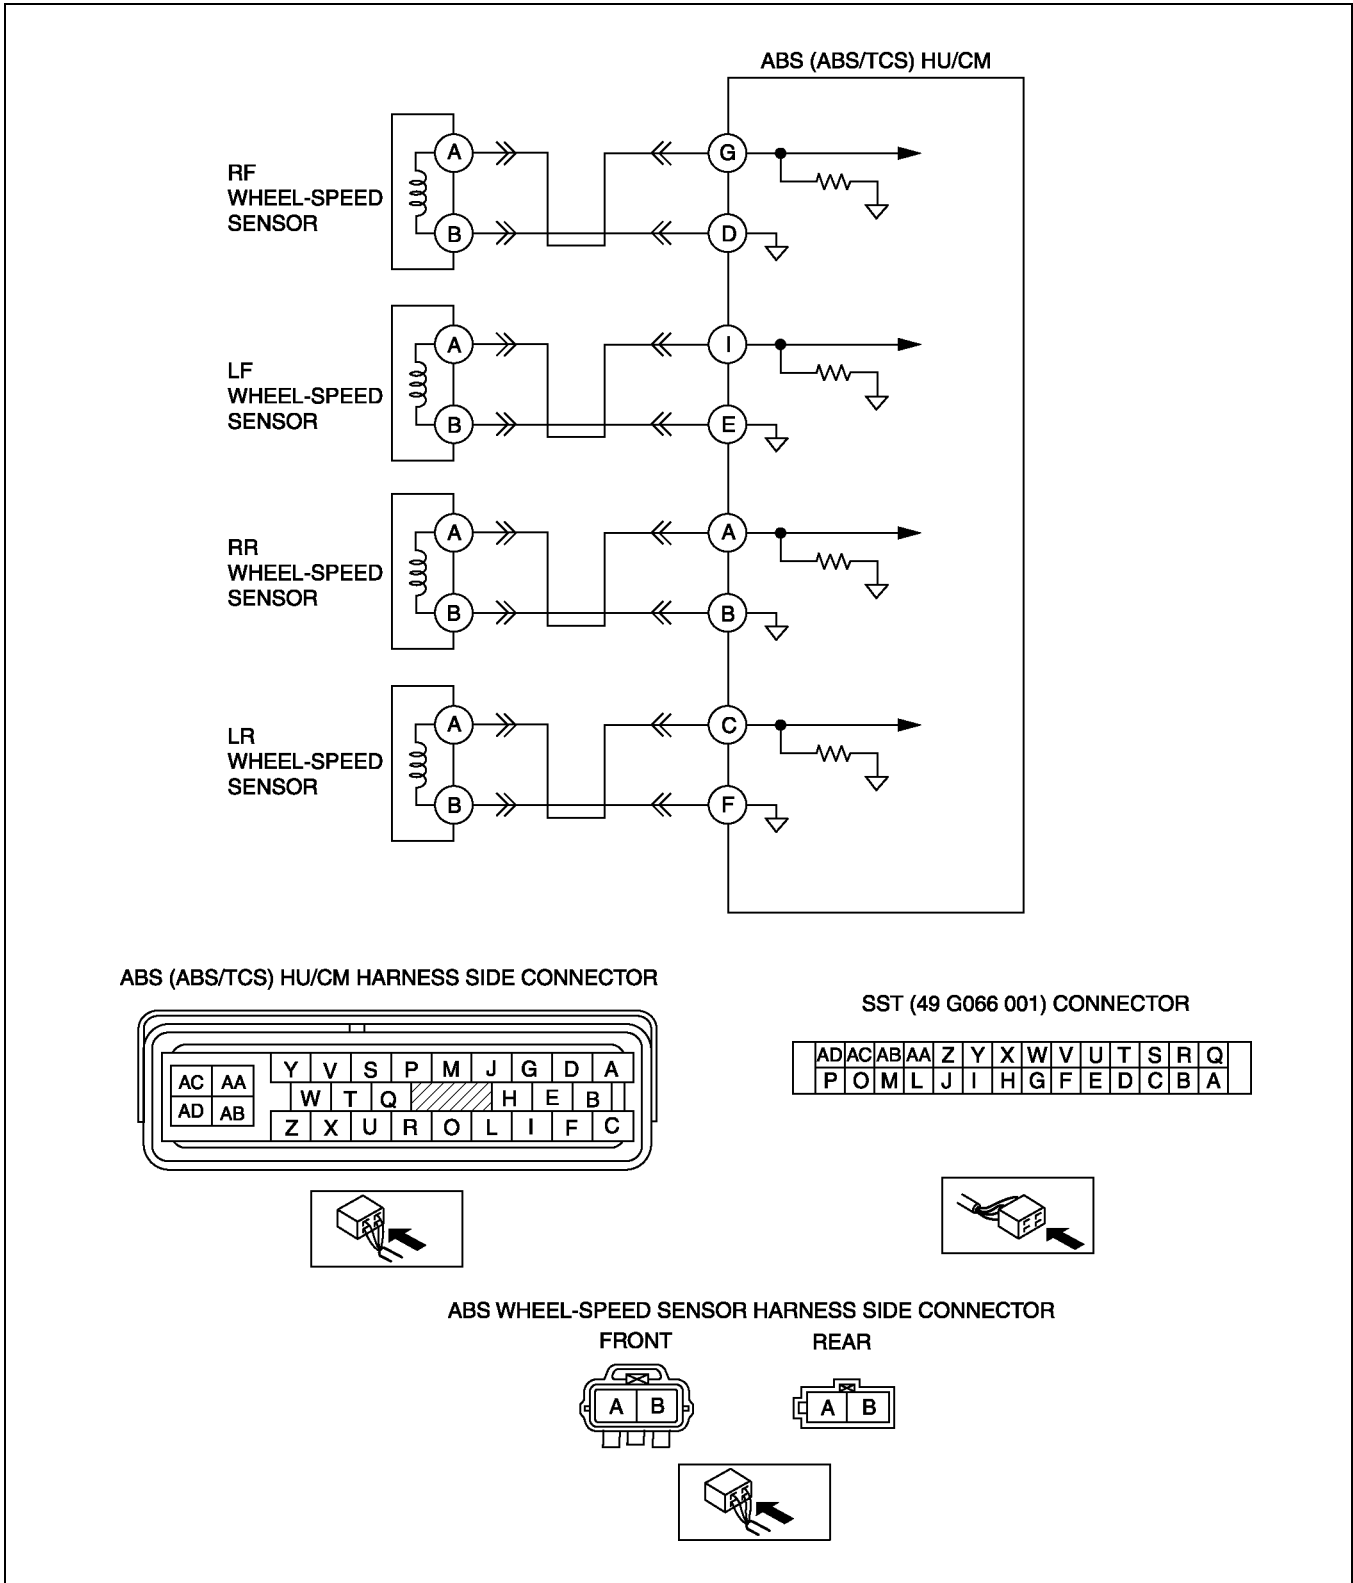 ABS (ABS/TCS) HU/CM
RF
WHEEL-SPEED
SENSOR
A
B
G
D
LF
WHEEL-SPEED
SENSOR
A
B
I
E
RR
WHEEL-SPEED
SENSOR
A
B
A
B
LR
WHEEL-SPEED
SENSOR
A
B
C
F
ABS (ABS/TCS) HU/CM HARNESS SIDE CONNECTOR
AC AA Y V S P M J G D A
AD AB W T Q H E B
Z X U R O L I F C
SST (49 G066 001) CONNECTOR
AD AC AB AA Z Y X W V U T S R Q
P O M L J I H G F E D C B A
ABS WHEEL-SPEED SENSOR HARNESS SIDE CONNECTOR
FRONT
A B
REAR
A B